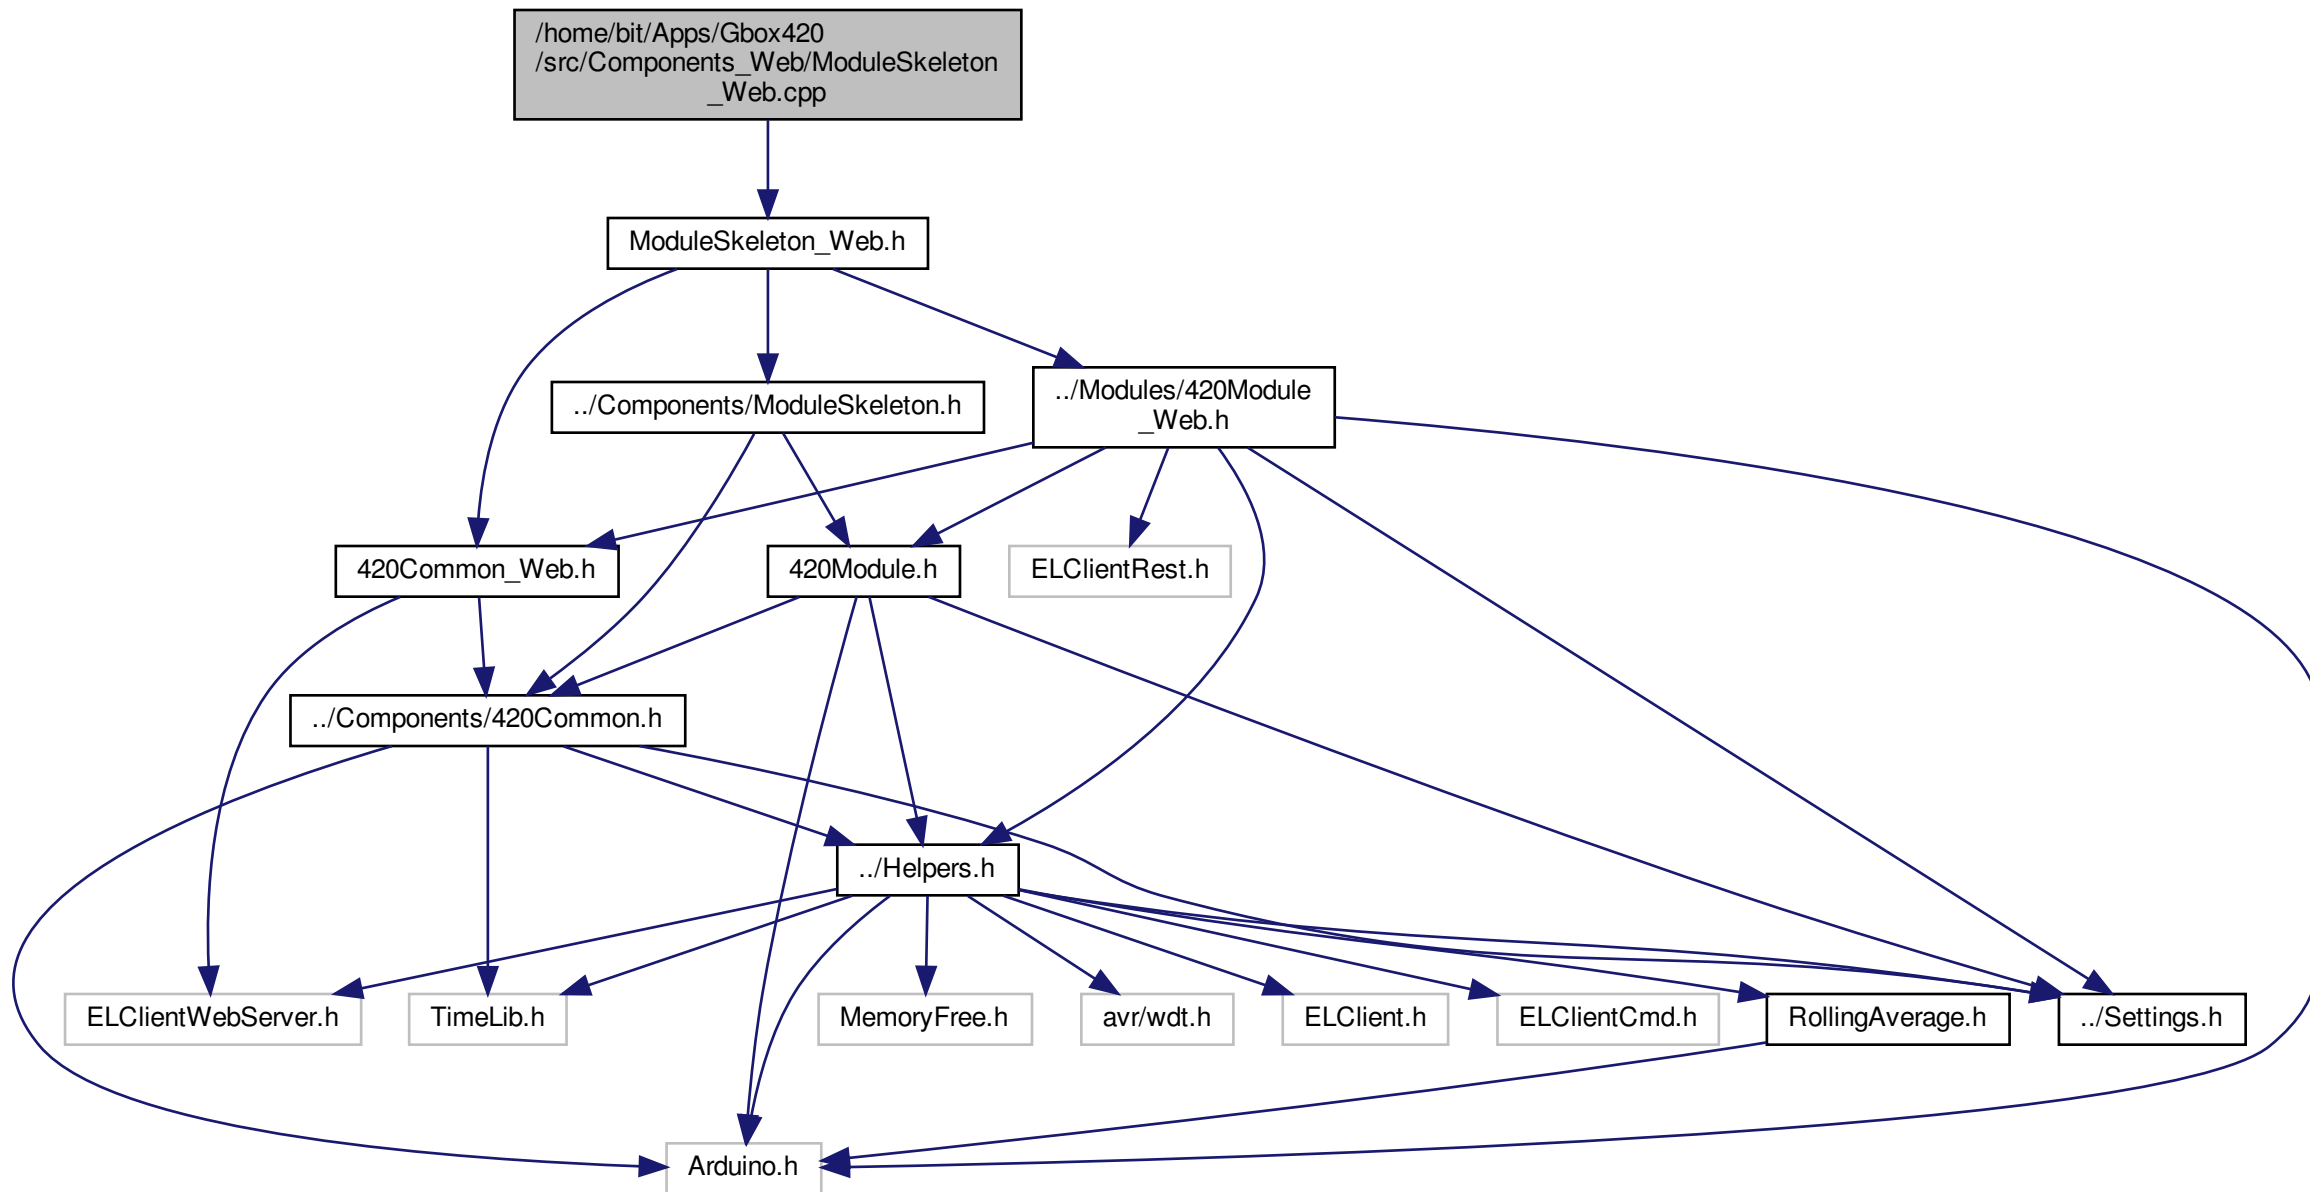 /home/bit/Apps/Gbox420
/src/Components_Web/ModuleSkeleton
_Web.cpp
ModuleSkeleton_Web.h
../Components/ModuleSkeleton.h
../Modules/420Module
_Web.h
420Common_Web.h
420Module.h
ELClientRest.h
../Components/420Common.h
../Helpers.h
ELClientWebServer.h
TimeLib.h
MemoryFree.h
avr/wdt.h
ELClient.h
ELClientCmd.h
RollingAverage.h
../Settings.h
Arduino.h